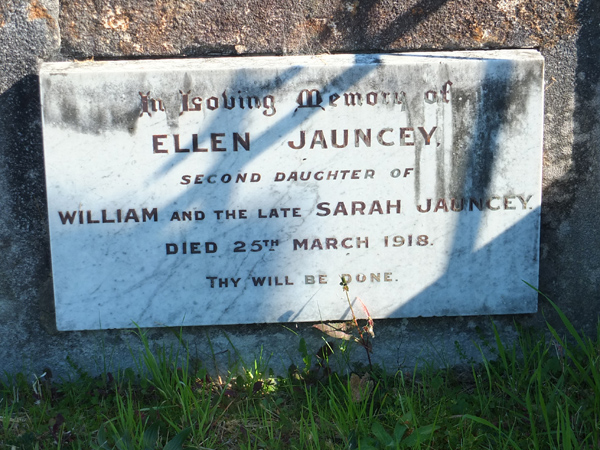 In Loving Memory of
ELLEN JAUNCEY,
SECOND DAUGHTER OF
WILLIAM AND THE LATE SARAH JAUNCEY.
DIED 25TH MARCH 1918.
THY WILL BE DONE.